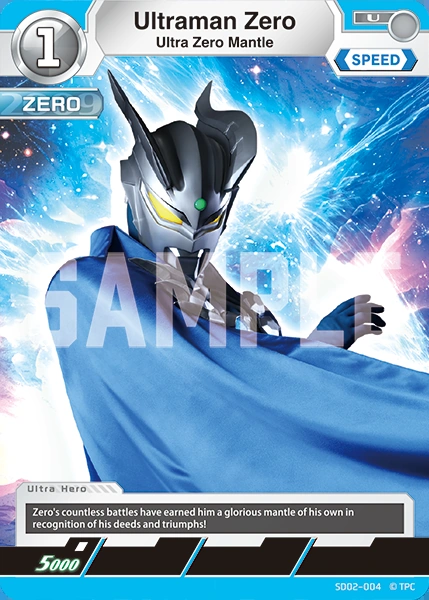 Ultraman Zero
Ultra Zero Mantle
1
U
SPEED
ZERO
SAMPLE
Ultra Hero
Zero's countless battles have earned him a glorious mantle of his own in
recognition of his deeds and triumphs!
5000
SD02-004 © TPC